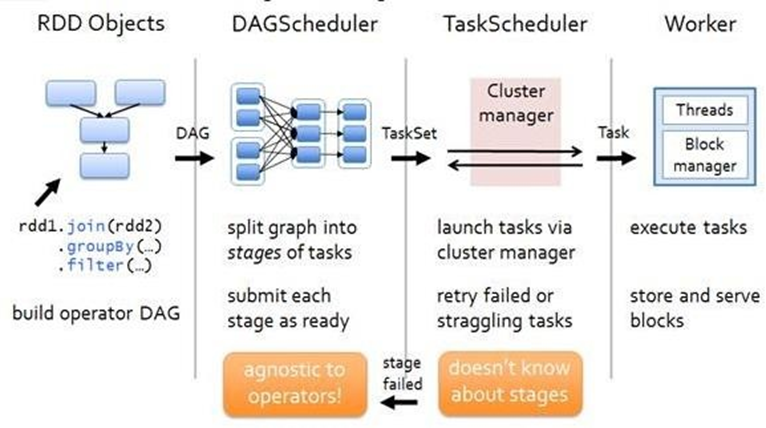 RDD Objects
DAGScheduler
TaskScheduler
Worker
DAG
TaskSet
Cluster
manager
Task
Threads
Block
manager
rdd1.join(rdd2)
.groupBy(…)
.filter(…)
build operator DAG
split graph into
stages of tasks
submit each
stage as ready
launch tasks via
cluster manager
retry failed or
straggling tasks
execute tasks
store and serve
blocks
agnostic to
operators!
stage
failed
doesn't know
about stages